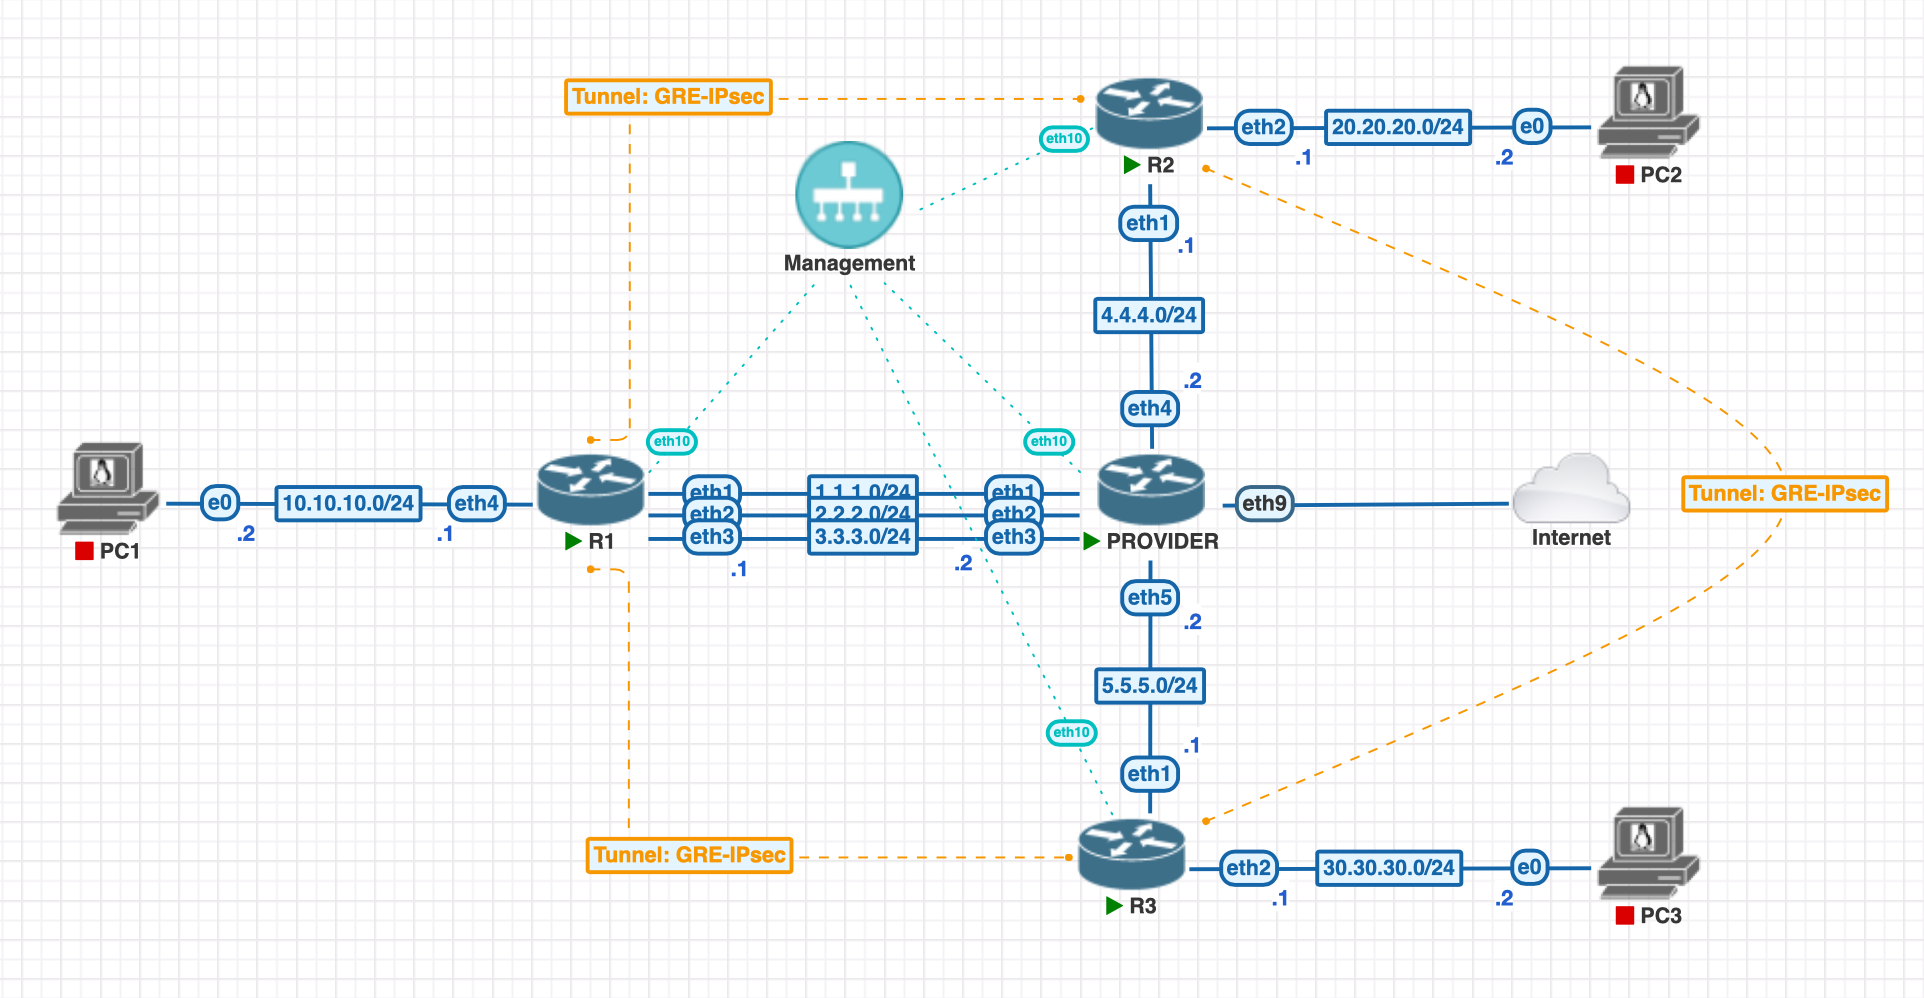 Tunnel: GRE-IPsec
R2
eth10
eth2
20.20.20.0/24
e0
.1
.2
PC2
Management
eth1
.1
4.4.4.0/24
.2
eth4
eth10
eth10
PC1
e0
10.10.10.0/24
eth4
.2
.1
R1
eth1
1.1.1.0/24
eth1
eth2
2.2.2.0/24
eth2
eth3
3.3.3.0/24
eth3
.1
.2
PROVIDER
eth9
Internet
Tunnel: GRE-IPsec
eth5
.2
5.5.5.0/24
.1
eth10
eth1
Tunnel: GRE-IPsec
R3
eth2
30.30.30.0/24
e0
.1
.2
PC3